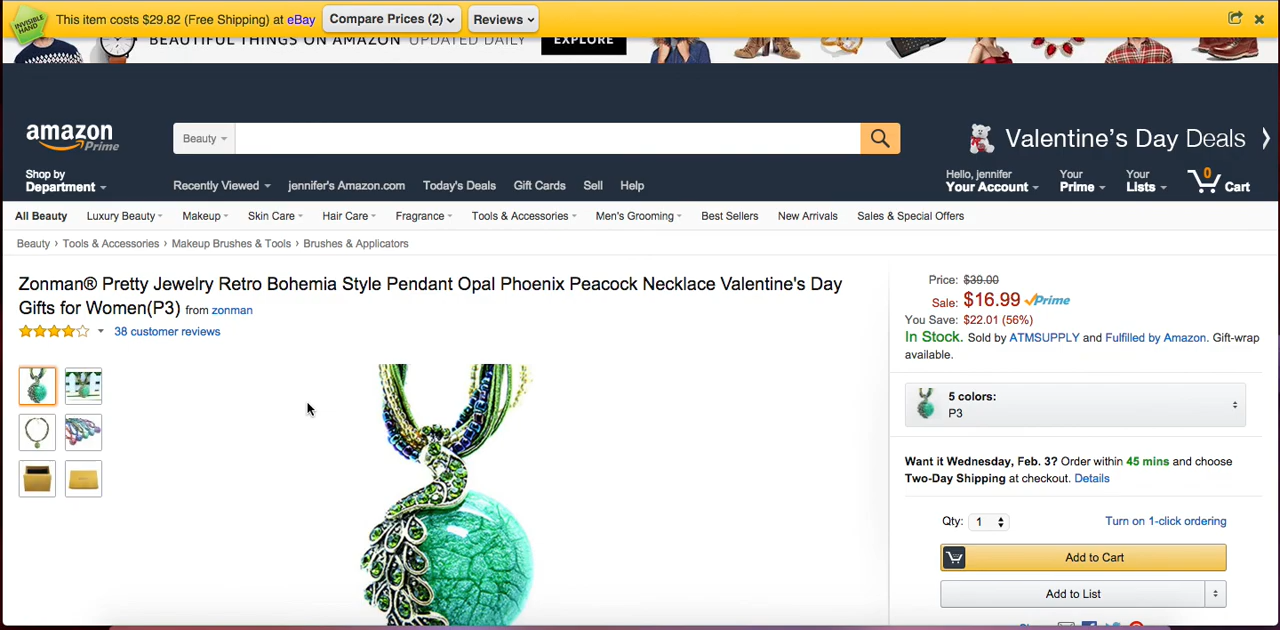 INVISIBLE HAND
This item costs $29.82 (Free Shipping) at eBay
Compare Prices (2)
Reviews
BEAUTIFUL THINGS ON AMAZON UPDATED DAILY
EXPLORE
amazon Prime
Beauty
Valentine's Day Deals
Shop by
Department
Recently Viewed
jennifer's Amazon.com
Today's Deals
Gift Cards
Sell
Help
Hello, jennifer
Your Account
Your
Prime
Your
Lists
0
Cart
All Beauty
Luxury Beauty
Makeup
Skin Care
Hair Care
Fragrance
Tools & Accessories
Men's Grooming
Best Sellers
New Arrivals
Sales & Special Offers
Beauty › Tools & Accessories › Makeup Brushes & Tools › Brushes & Applicators
Zonman® Pretty Jewelry Retro Bohemia Style Pendant Opal Phoenix Peacock Necklace Valentine's Day
Gifts for Women(P3) from zonman
38 customer reviews
Price: $39.00
Sale: $16.99 Prime
You Save: $22.01 (56%)
In Stock. Sold by ATMSUPPLY and Fulfilled by Amazon. Gift-wrap
available.
5 colors:
P3
Want it Wednesday, Feb. 3? Order within 45 mins and choose
Two-Day Shipping at checkout. Details
Qty: 1
Turn on 1-click ordering
Add to Cart
Add to List